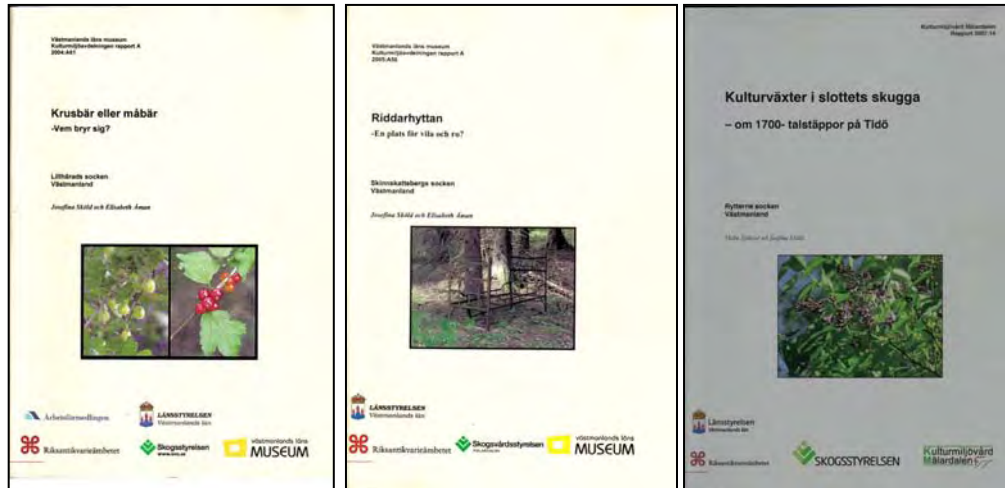 Västmanlands läns museum
Kulturmiljöavdelningen rapport A
2004:A61
Krusbär eller måbär
-Vem bryr sig?
Lillhärads socken
Västmanland
Josefina Sköld och Elisabeth Åman
Arbetsförmedlingen
LÄNSSTYRELSEN
Västmanlands län
Riksantikvarieämbetet
Skogsstyrelsen
västmanlands läns
MUSEUM
Västmanlands läns museum
Kulturmiljöavdelningen rapport A
Riddarhyttan
-En plats för vila och ro?
Skinnskattebergs socken
Västmanland
Josefina Sköld och Elisabeth Åman
LÄNSSTYRELSEN
Västmanlands län
Riksantikvarieämbetet
Skogsvårdsstyrelsen
västmanlands läns
MUSEUM
Kulturmiljövård Mälardalen
Kulturväxter i slottets skugga
– om 1700- talstäppor på Tidö
Rytterne socken
Västmanland
Länsstyrelsen
Västmanlands län
Riksantikvarieämbetet
SKOGSSTYRELSEN
Kulturmiljövård
Mälardalen